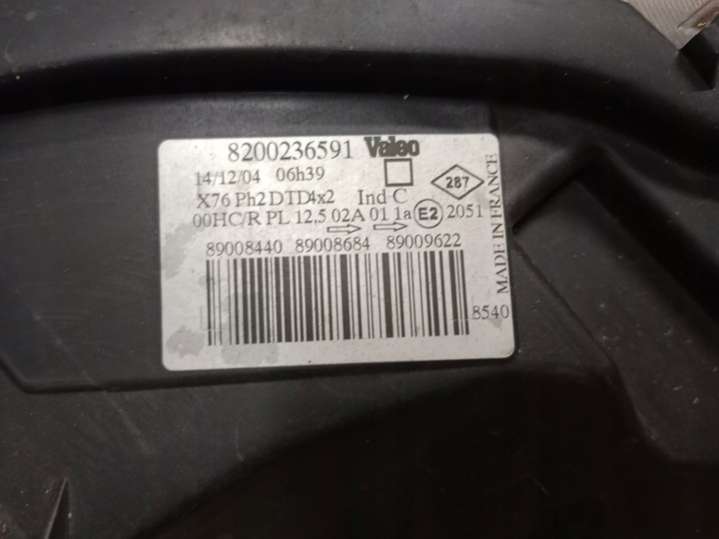 8200236591 Valeo
14/12/04 06h39
X76 Ph2 DTD4x2 Ind C
287
00HC/R PL 12.5 02A 01 1a E2 2051
89008440 89008684 89009622
8540
MADE IN FRANCE